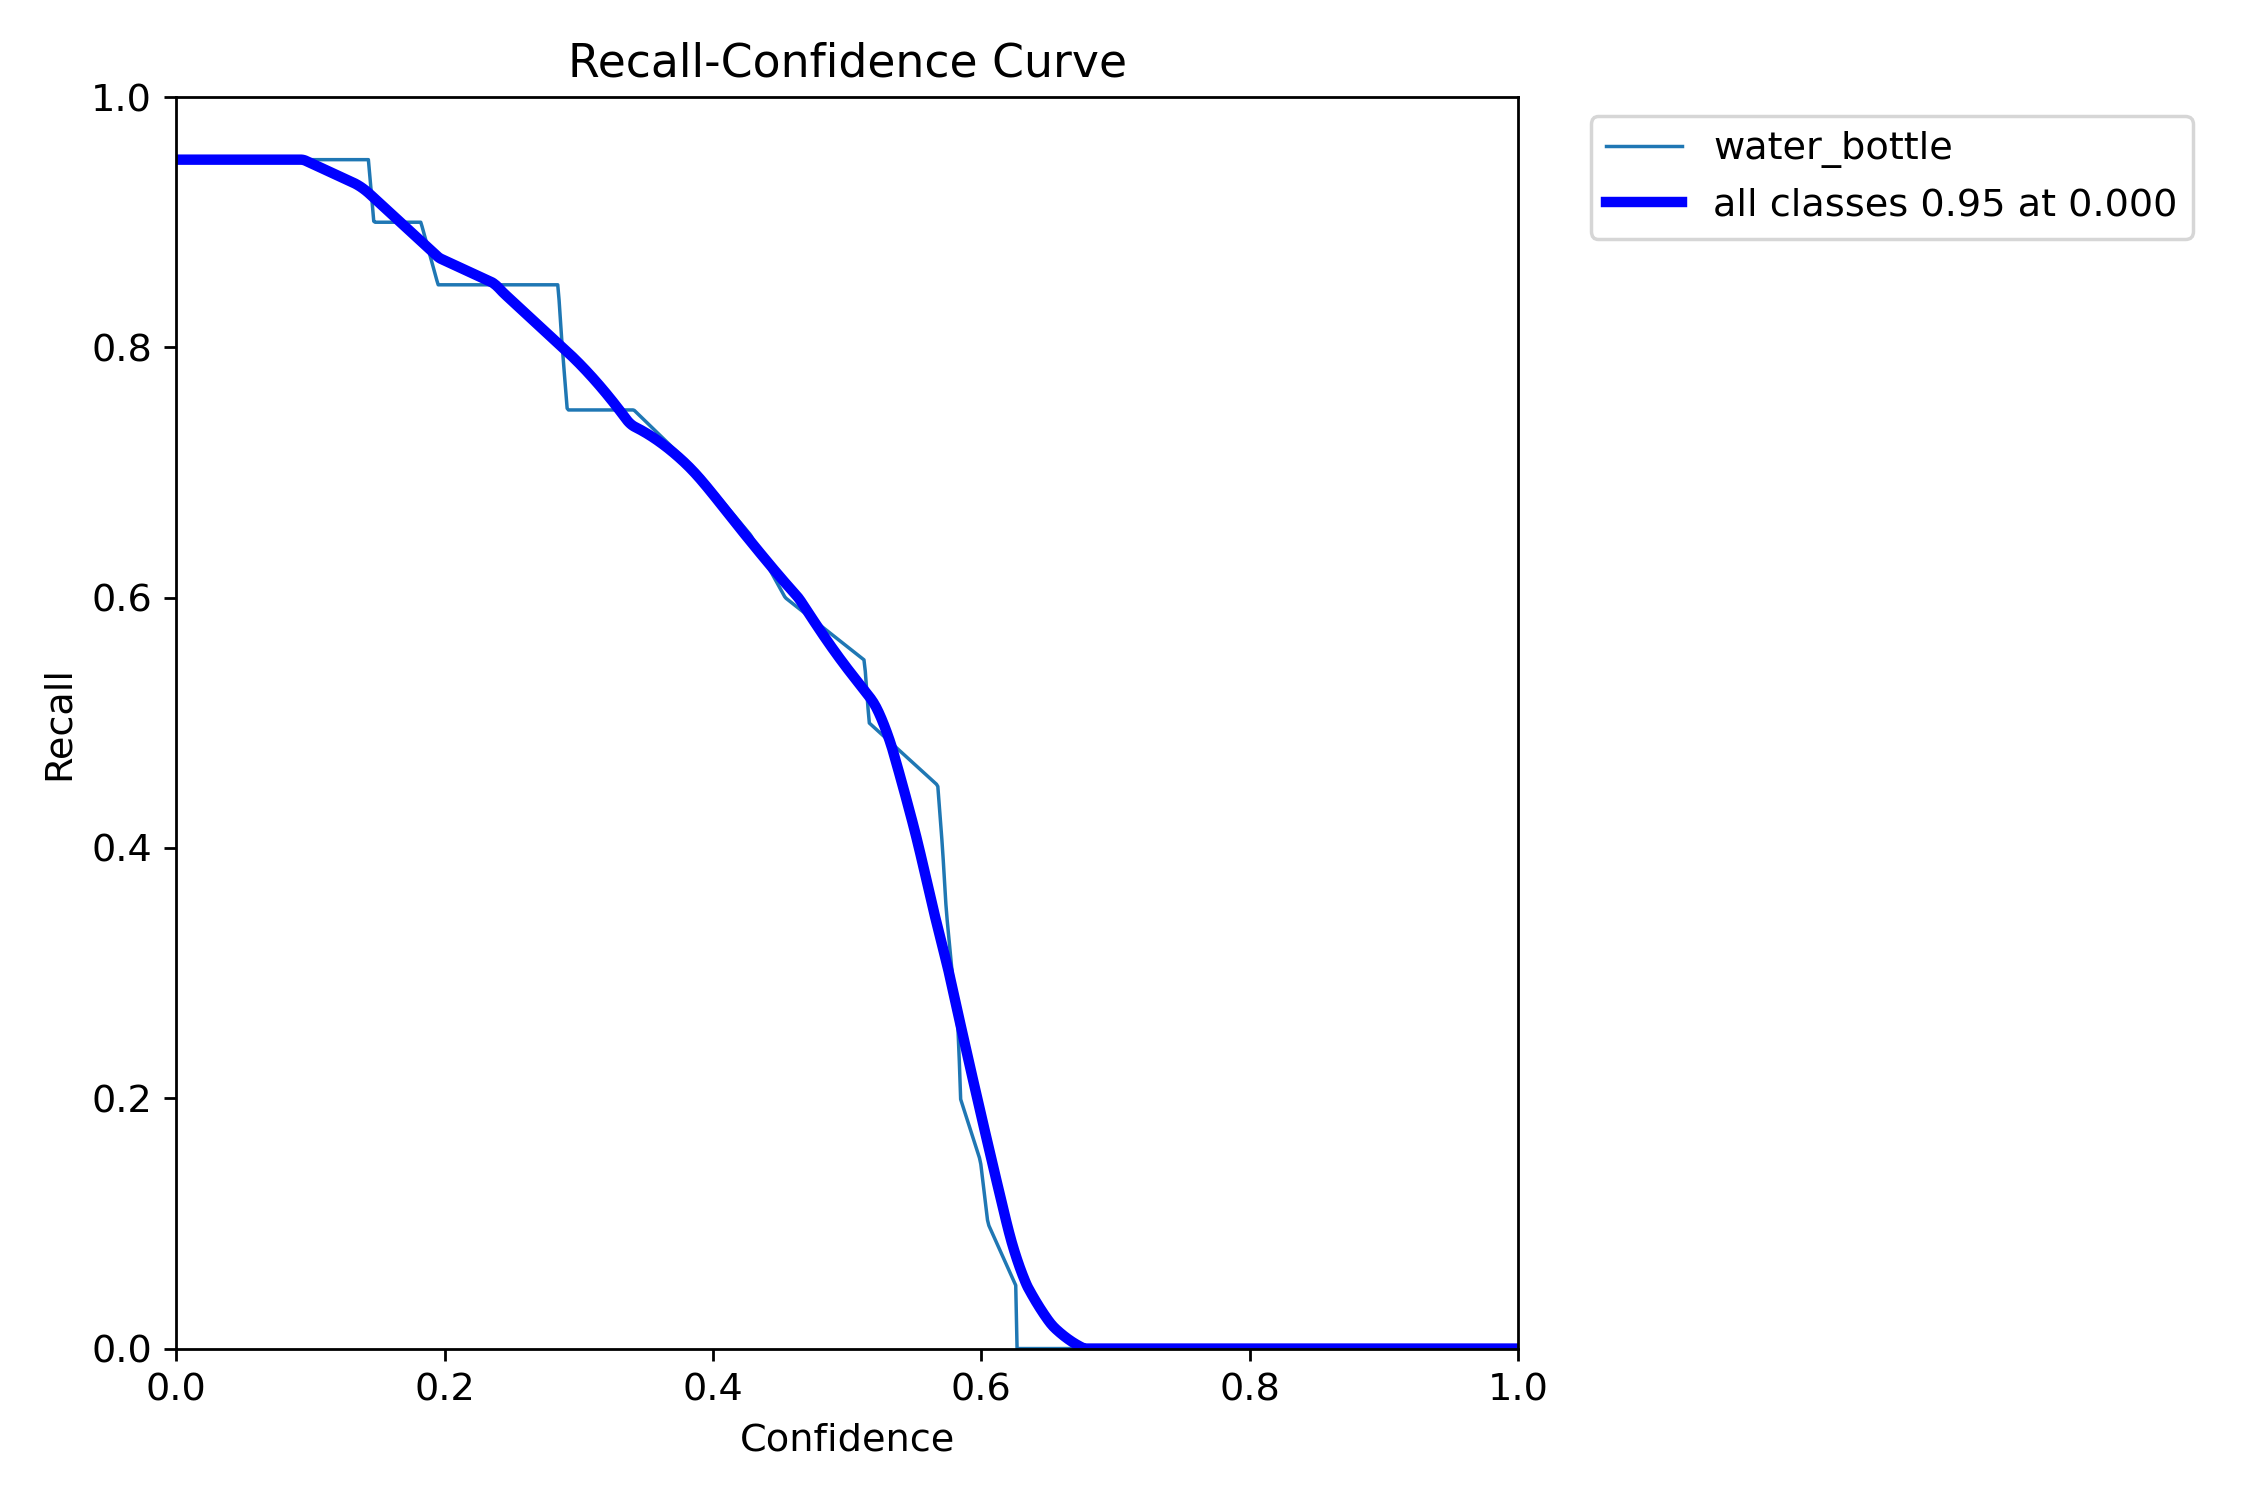 Recall-Confidence Curve
1.0
0.8
0.6
0.4
0.2
0.0
Recall
0.0 0.2 0.4 0.6 0.8 1.0
Confidence
water_bottle
all classes 0.95 at 0.000